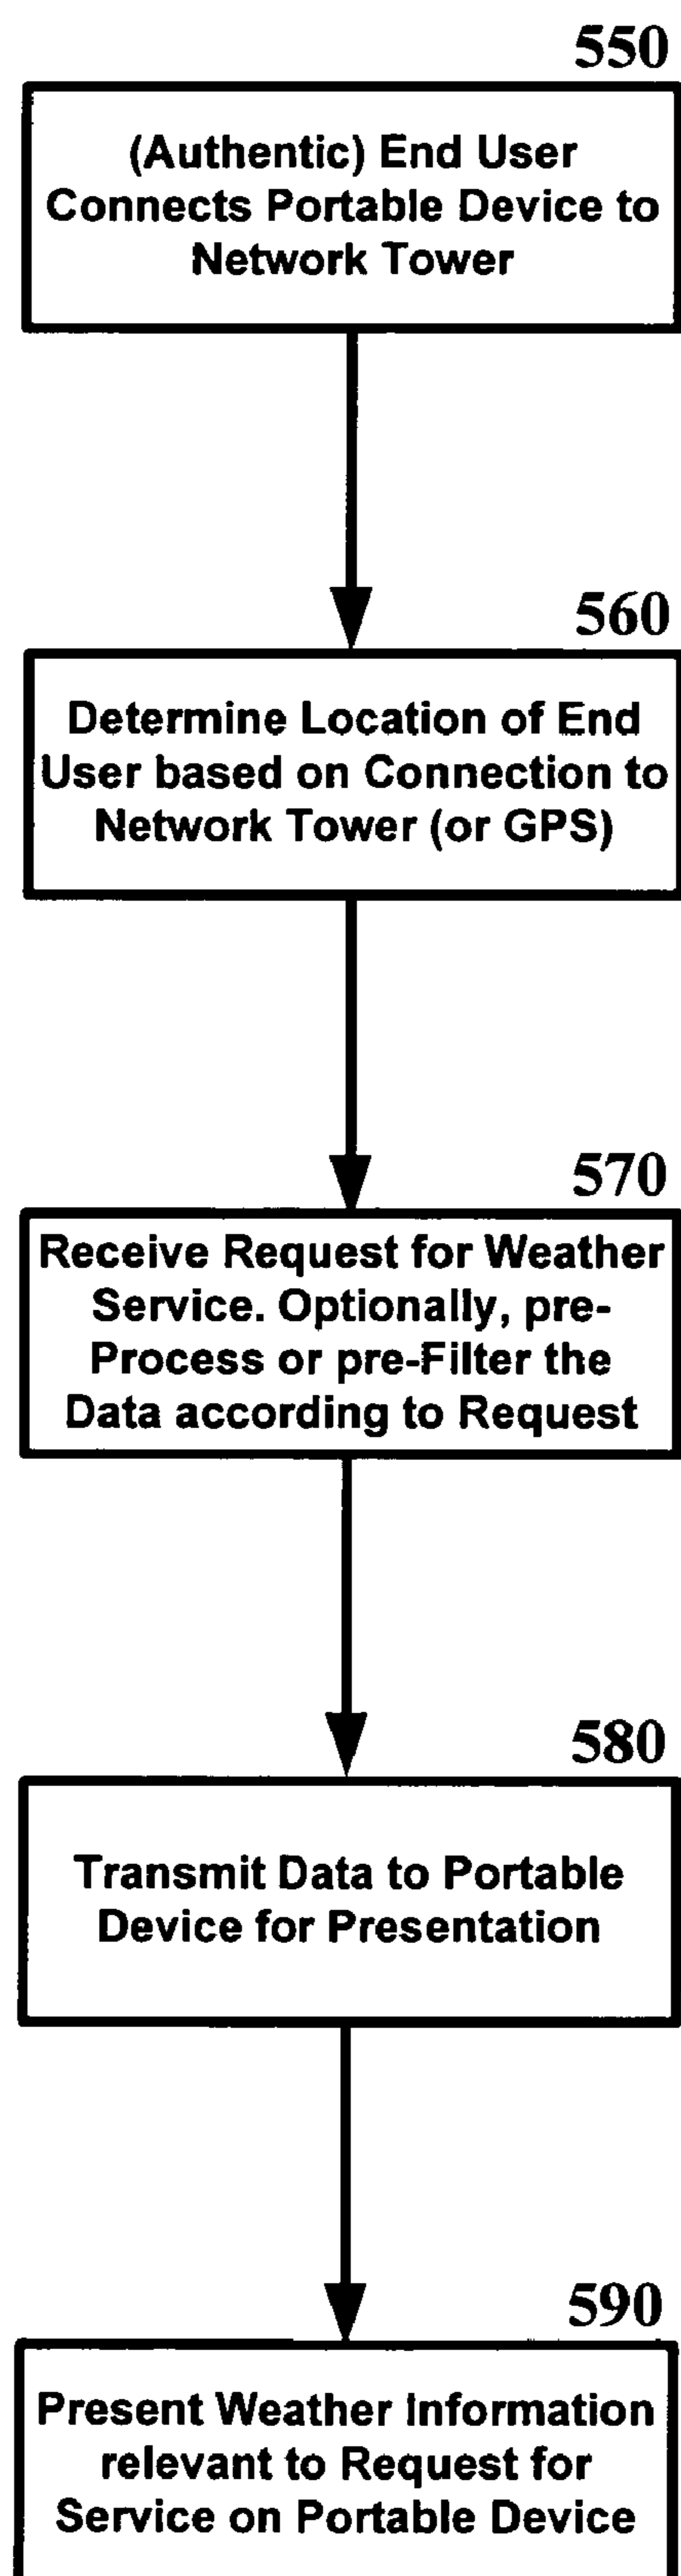 550
(Authentic) End User
Connects Portable Device to
Network Tower
560
Determine Location of End
User based on Connection to
Network Tower (or GPS)
570
Receive Request for Weather
Service. Optionally, pre-
Process or pre-Filter the
Data according to Request
580
Transmit Data to Portable
Device for Presentation
590
Present Weather Information
relevant to Request for
Service on Portable Device